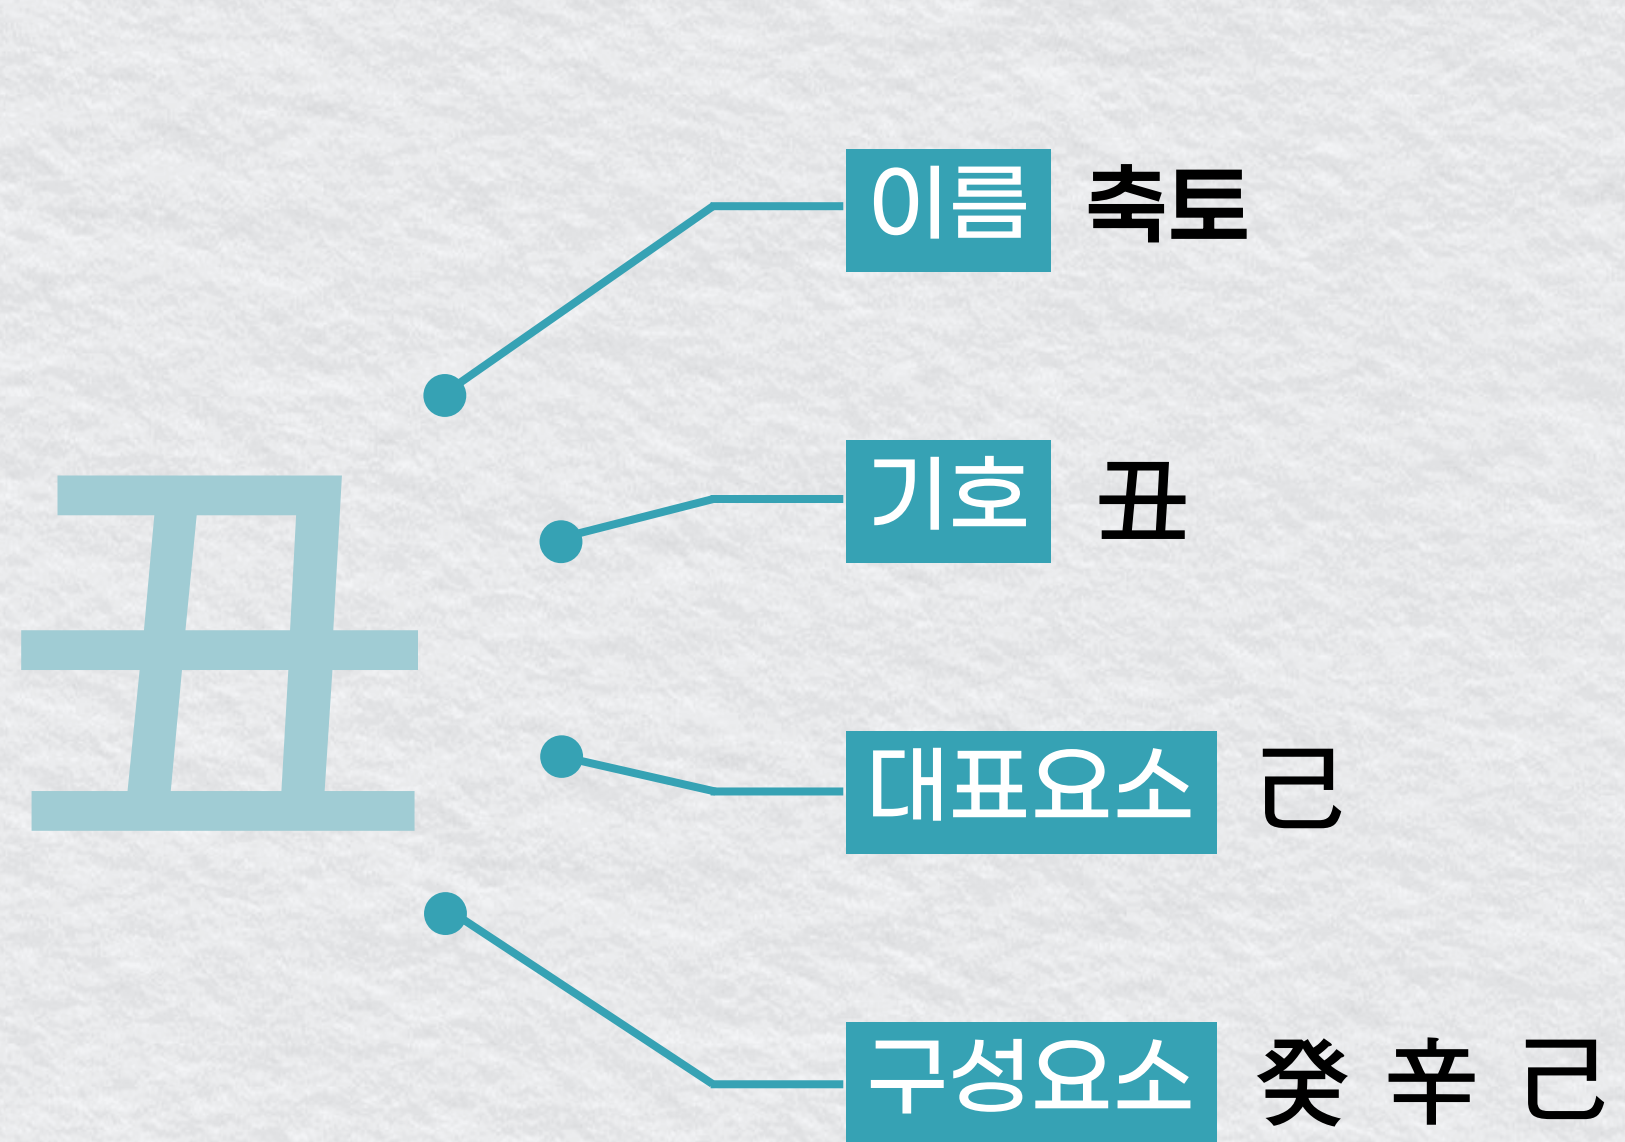 이름 축토
丑
기호 丑
대표요소 己
구성요소 癸 辛 己